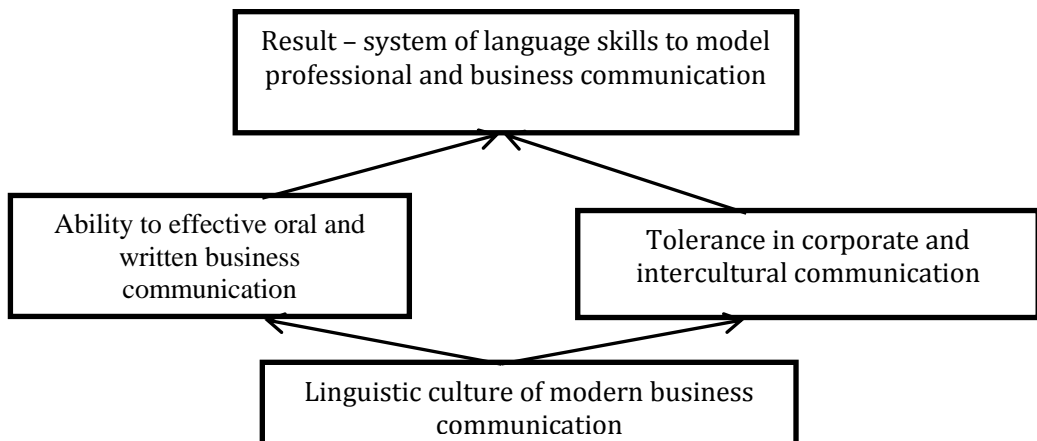 Result – system of language skills to model
professional and business communication
Ability to effective oral and
written business
communication
Tolerance in corporate and
intercultural communication
Linguistic culture of modern business
communication